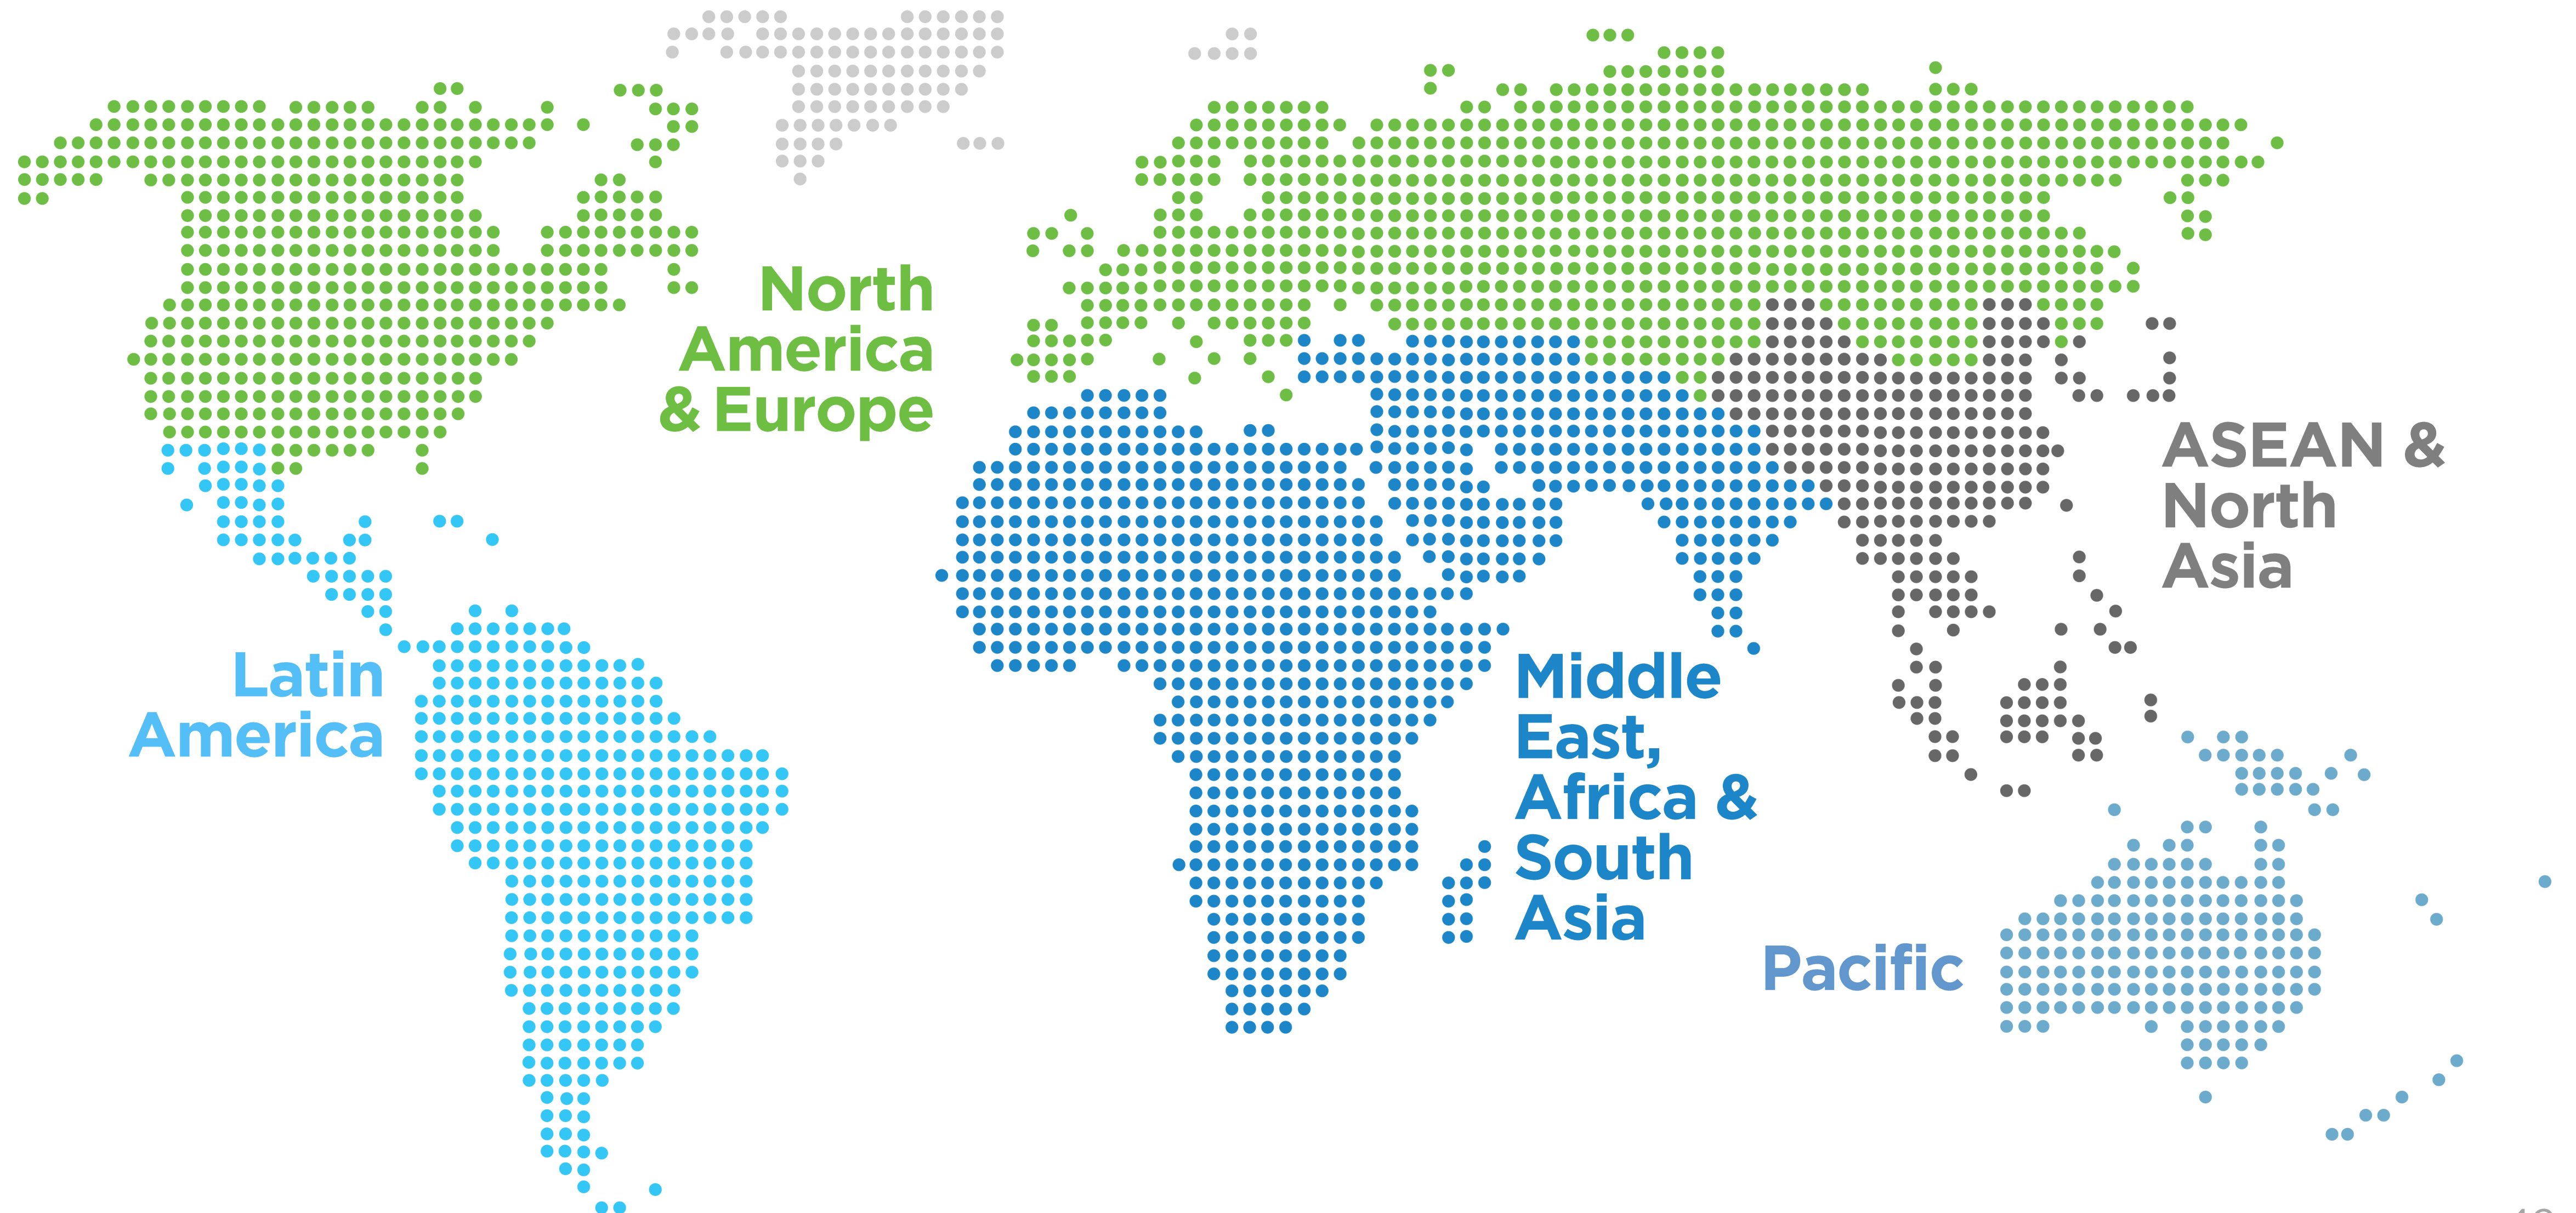 North
America
& Europe
ASEAN &
North
Asia
Latin
America
Middle
East,
Africa &
South
Asia
Pacific